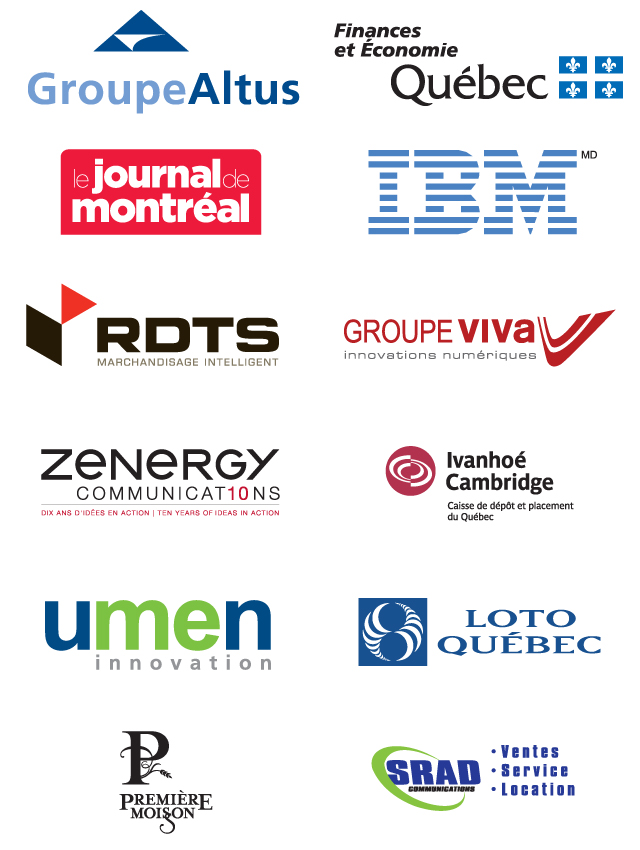 GroupeAltus
Finances
et Économie
Québec
le journal de
montréal
IBM MD
RDTS
MARCHANDISAGE INTELLIGENT
GROUPE viva
innovations numériques
ZENERGY
COMMUNICAT10NS
DIX ANS D'IDÉES EN ACTION | TEN YEARS OF IDEAS IN ACTION
Ivanhoé
Cambridge
Caisse de dépôt et placement
du Québec
umen
innovation
LOTO
QUÉBEC
P
PREMIÈRE
MOISSON
SRAD
COMMUNICATIONS
• Ventes
• Service
• Location